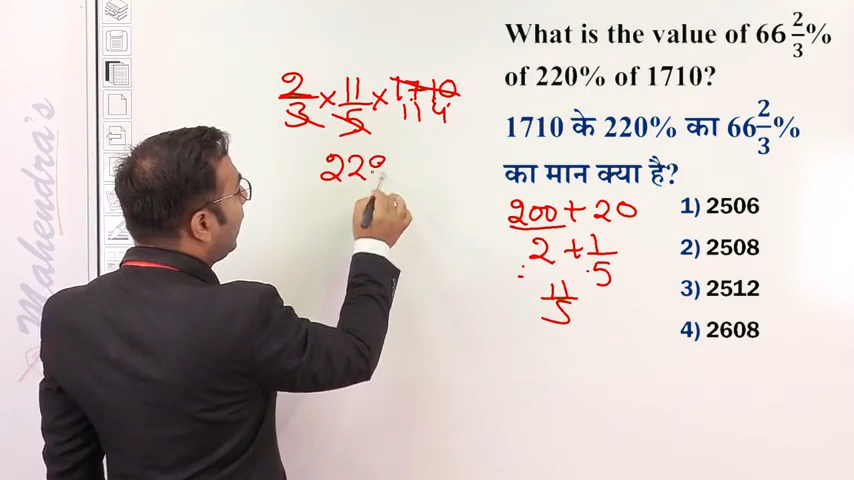 What is the value of 66 2/3%
of 220% of 1710?
1710 के 220% का 66 2/3%
का मान क्या है?
1) 2506
2) 2508
3) 2512
4) 2608
2/3 × 11/5 × 1710
114
220
200 + 20
2 + 1/5
11/5
Mahendra's